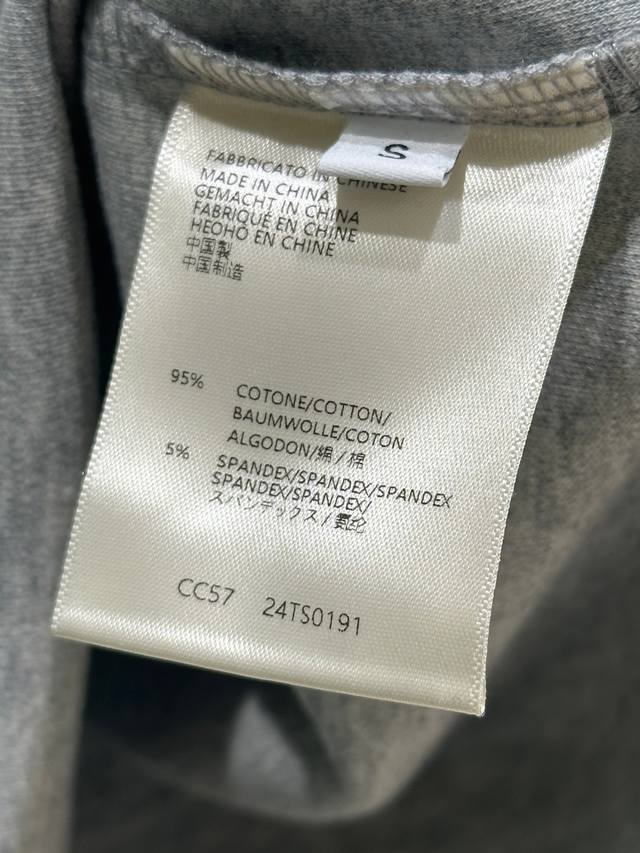 S
FABBRICATO IN CHINESE
MADE IN CHINA
GEMACHT IN CHINA
FABRIQUÉ EN CHINE
HEOHO EN CHINE
中国製
中国制造
95%
COTONE/COTTON/
BAUMWOLLE/COTON
ALGODON/綿/棉
5%
SPANDEX/SPANDEX/SPANDEX
SPANDEX/SPANDEX/
スパンデックス/氨纶
CC57 24TS0191